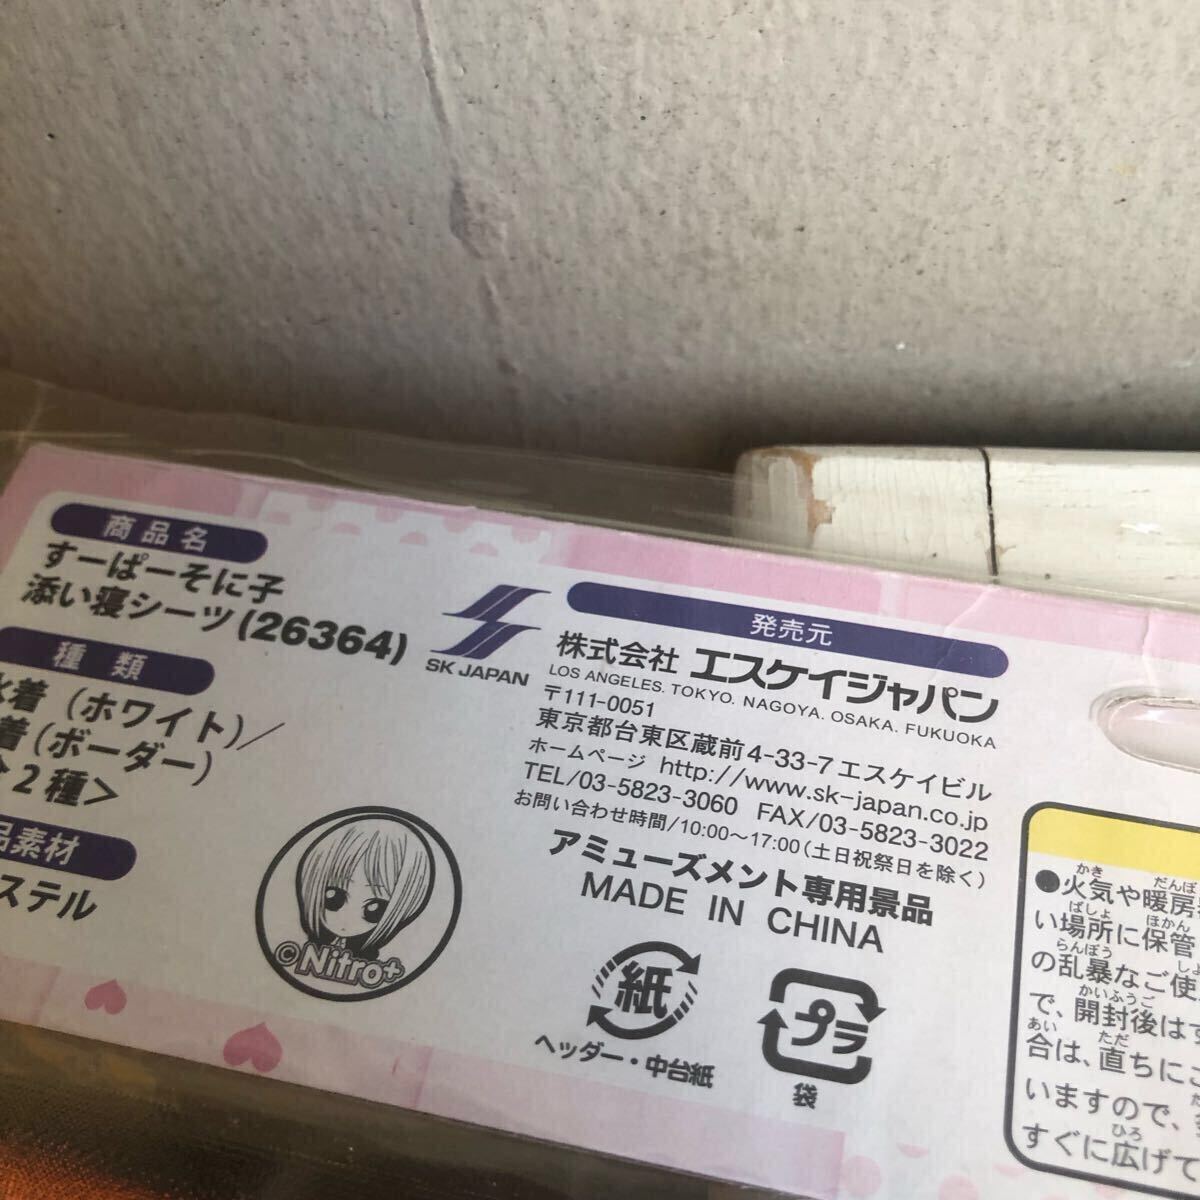 商品名
すーぱーそに子
添い寝シーツ(26364)
種類
水着(ホワイト)／
着(ボーダー)
2種＞
品素材
ステル
©Nitro+
SK JAPAN
発売元
株式会社 エスケイジャパン
LOS ANGELES. TOKYO. NAGOYA. OSAKA. FUKUOKA
〒111-0051
東京都台東区蔵前4-33-7エスケイビル
ホームページ http://www.sk-japan.co.jp
TEL/03-5823-3060 FAX/03-5823-3022
お問い合わせ時間/10:00〜17:00(土日祝祭日を除く)
アミューズメント専用景品
MADE IN CHINA
紙
ヘッダー・中台紙
プラ
袋
●火気や暖房
い場所に保管
の乱暴なご使
で、開封後はす
合は、直ちにご
いますので、
すぐに広げて